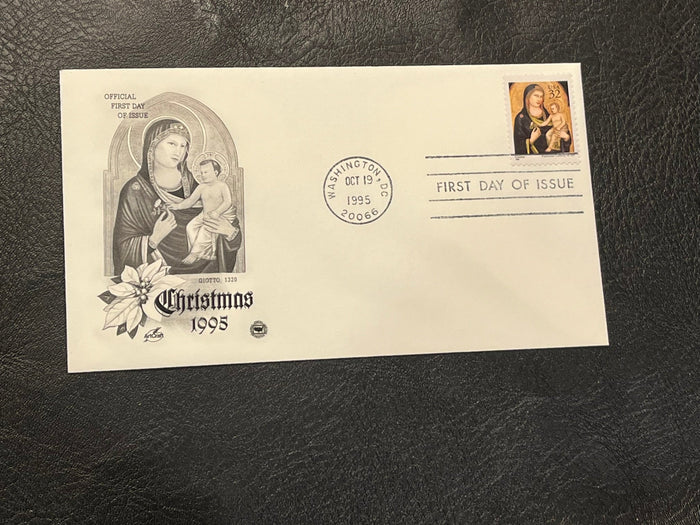 OFFICIAL
FIRST DAY
OF ISSUE
GIOTTO, 1320
Christmas
1995
ArtCraft
USA
32
WASHINGTON, DC
OCT 19
1995
20066
FIRST DAY OF ISSUE